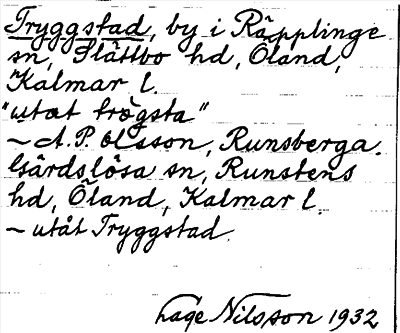 Tryggstad, by i Räpplinge
sn, Slättbo hd, Öland,
Kalmar l.
"utat trögsta"
~ A. P. Olsson, Runsberga.
Gärdslösa sn, Runstens
hd, Öland, Kalmar l.
~ utåt Tryggstad.
Lage Nilsson 1932